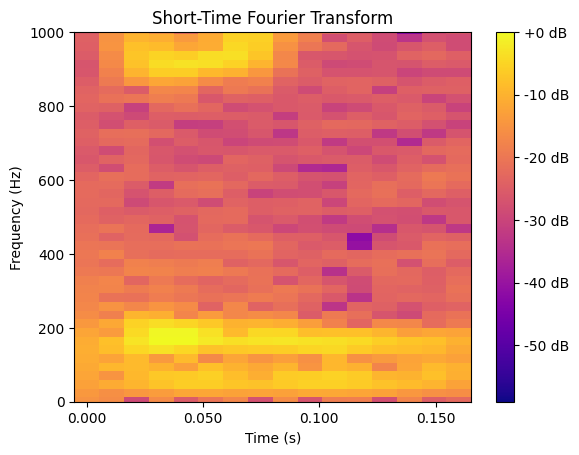 Short-Time Fourier Transform
1000
800
600
400
200
0
Frequency (Hz)
0.000
0.050
0.100
0.150
Time (s)
+0 dB
-10 dB
-20 dB
-30 dB
-40 dB
-50 dB